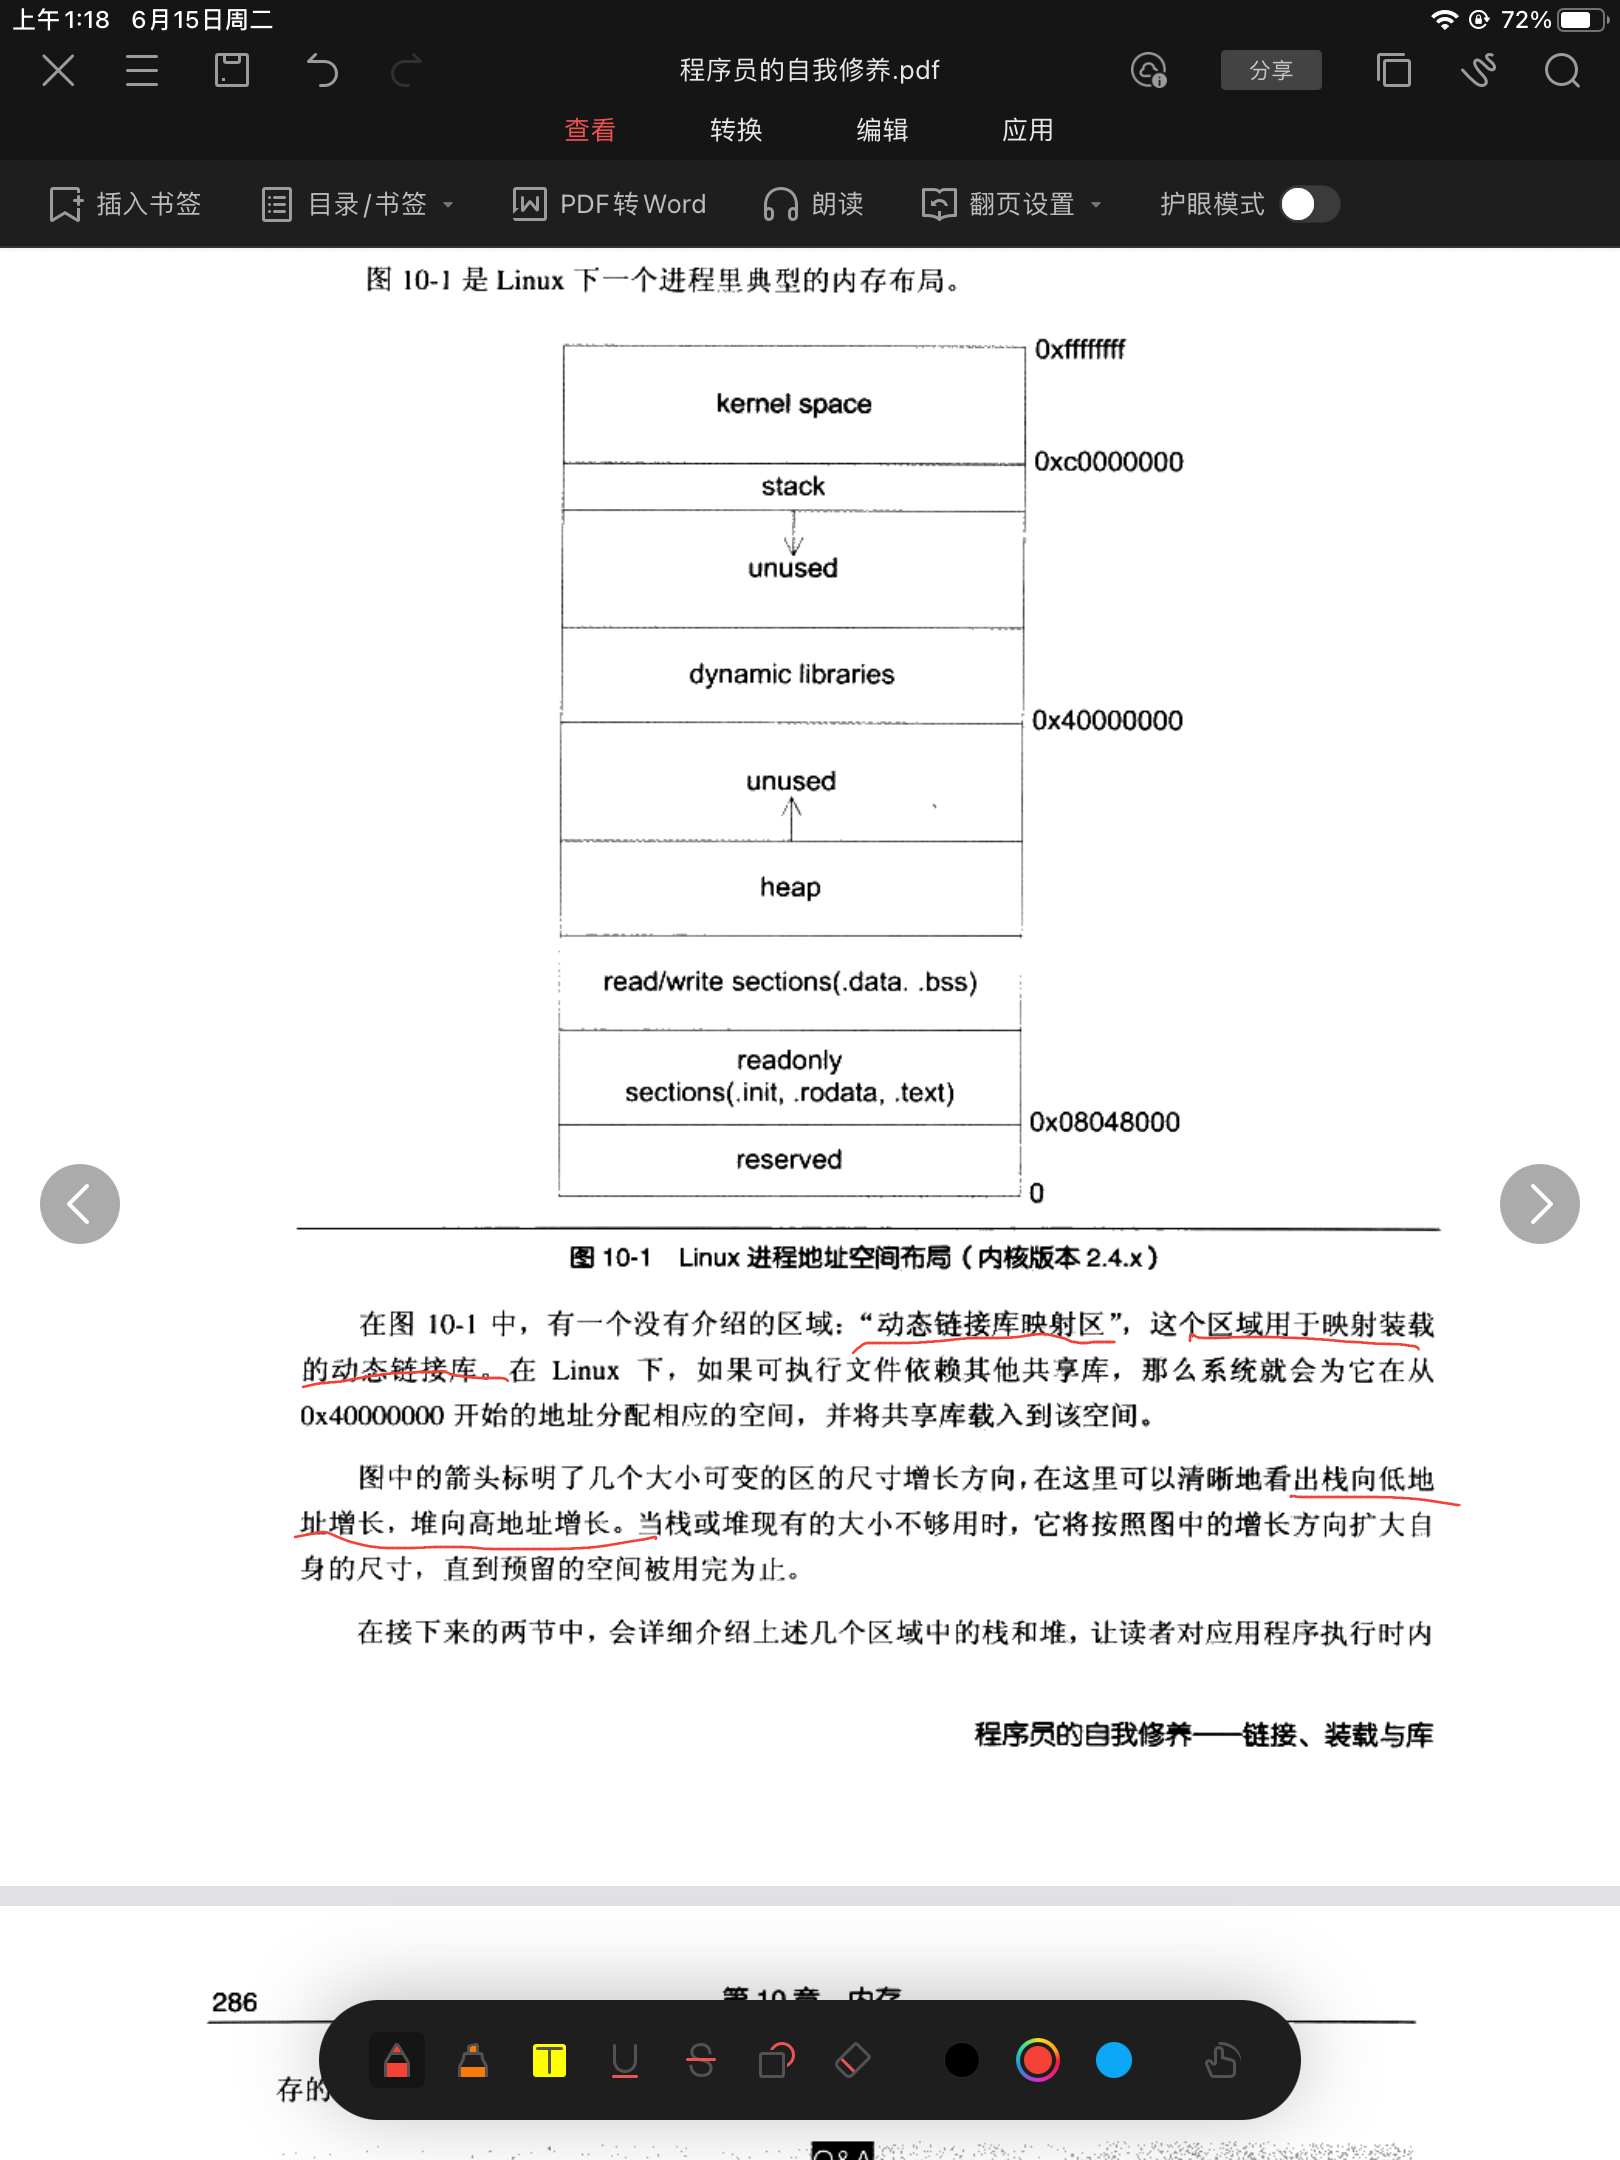 上午1:18 6月15日周二
72%
程序员的自我修养.pdf
分享
查看 转换 编辑 应用
插入书签 目录/书签 PDF转Word 朗读 翻页设置 护眼模式
图 10-1 是 Linux 下一个进程里典型的内存布局。
0xffffffff
kernel space
0xc0000000
stack
unused
dynamic libraries
0x40000000
unused
heap
read/write sections(.data. .bss)
readonly
sections(.init, .rodata, .text)
0x08048000
reserved
0
图 10-1 Linux 进程地址空间布局（内核版本 2.4.x）
在图 10-1 中，有一个没有介绍的区域：“动态链接库映射区”，这个区域用于映射装载
的动态链接库。在 Linux 下，如果可执行文件依赖其他共享库，那么系统就会为它在从
0x40000000 开始的地址分配相应的空间，并将共享库载入到该空间。
图中的箭头标明了几个大小可变的区的尺寸增长方向，在这里可以清晰地看出栈向低地
址增长，堆向高地址增长。当栈或堆现有的大小不够用时，它将按照图中的增长方向扩大自
身的尺寸，直到预留的空间被用完为止。
在接下来的两节中，会详细介绍上述几个区域中的栈和堆，让读者对应用程序执行时内
程序员的自我修养——链接、装载与库
286
第 10 章 内存
存的
Q&A